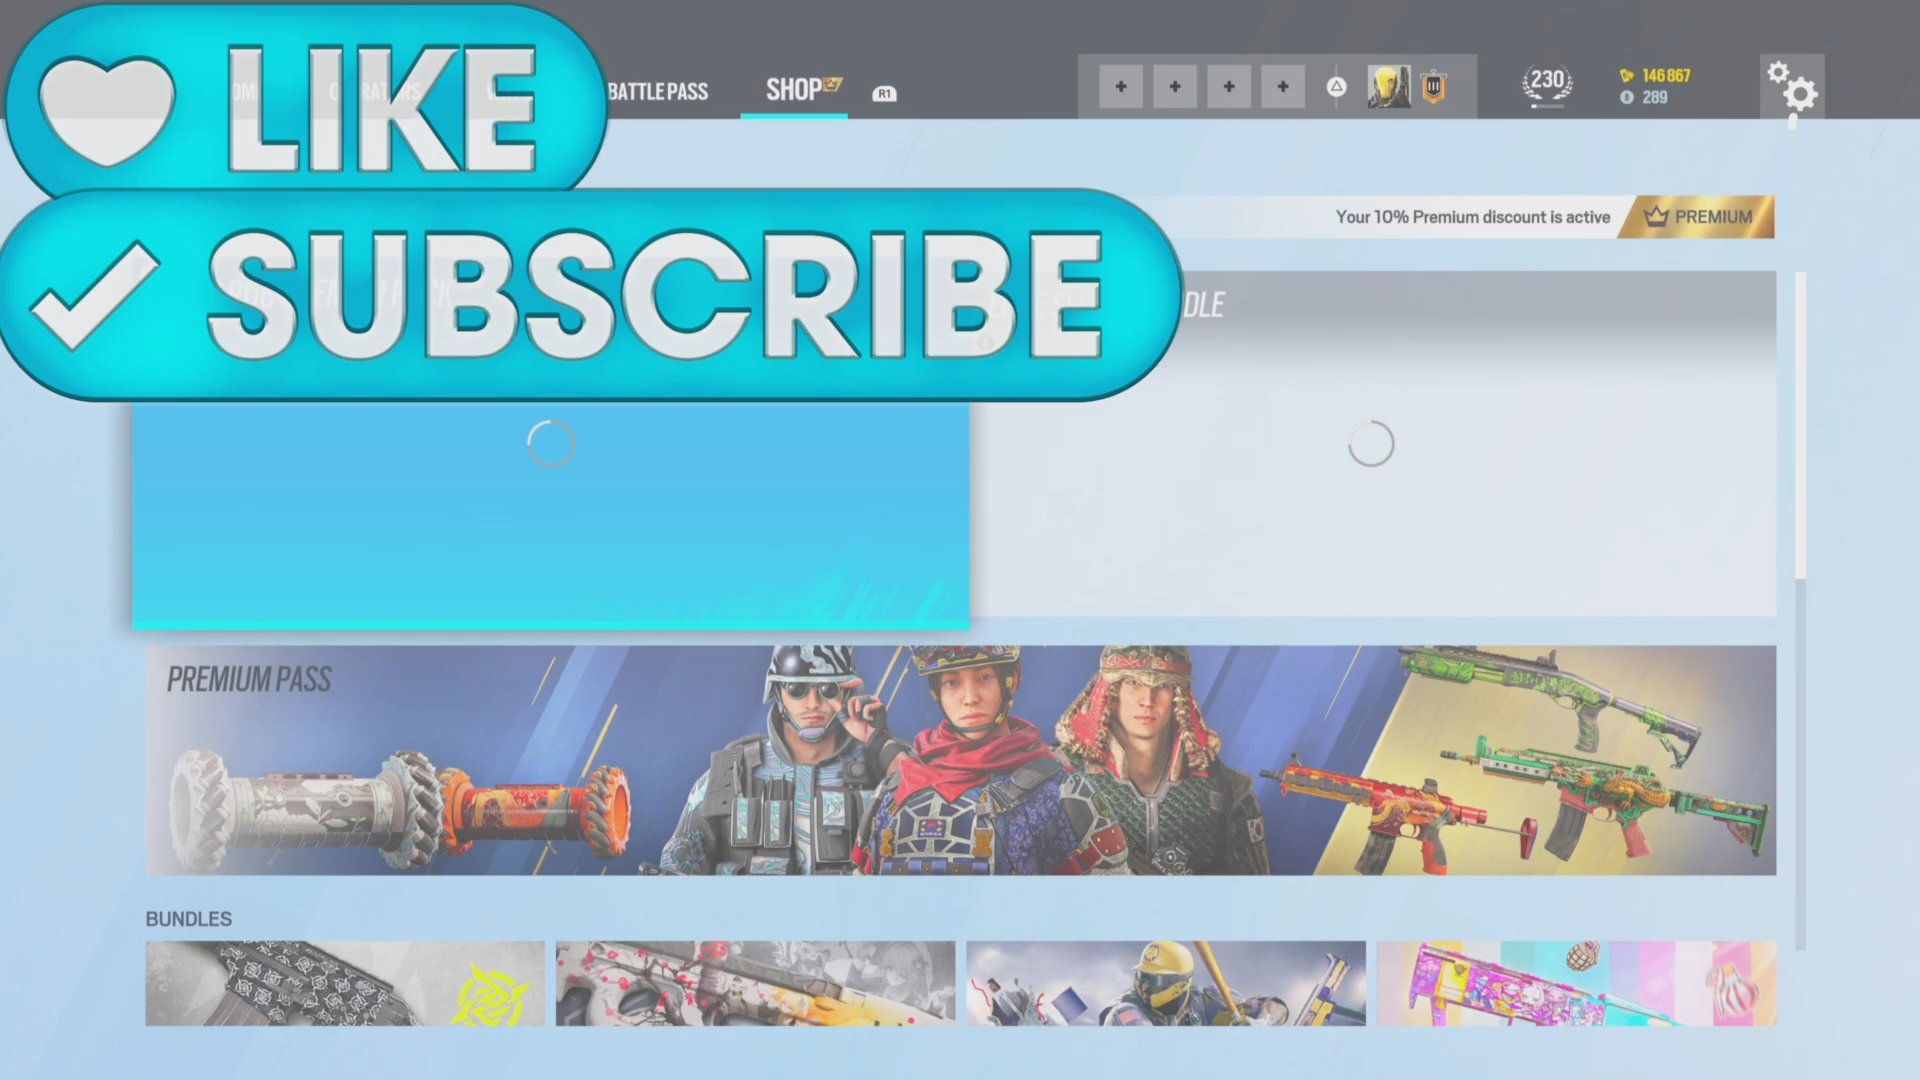 LIKE
BATTLE PASS
SHOP
R1
230
146 867
289
SUBSCRIBE
Your 10% Premium discount is active
PREMIUM
DLE
PREMIUM PASS
KOREA
BUNDLES